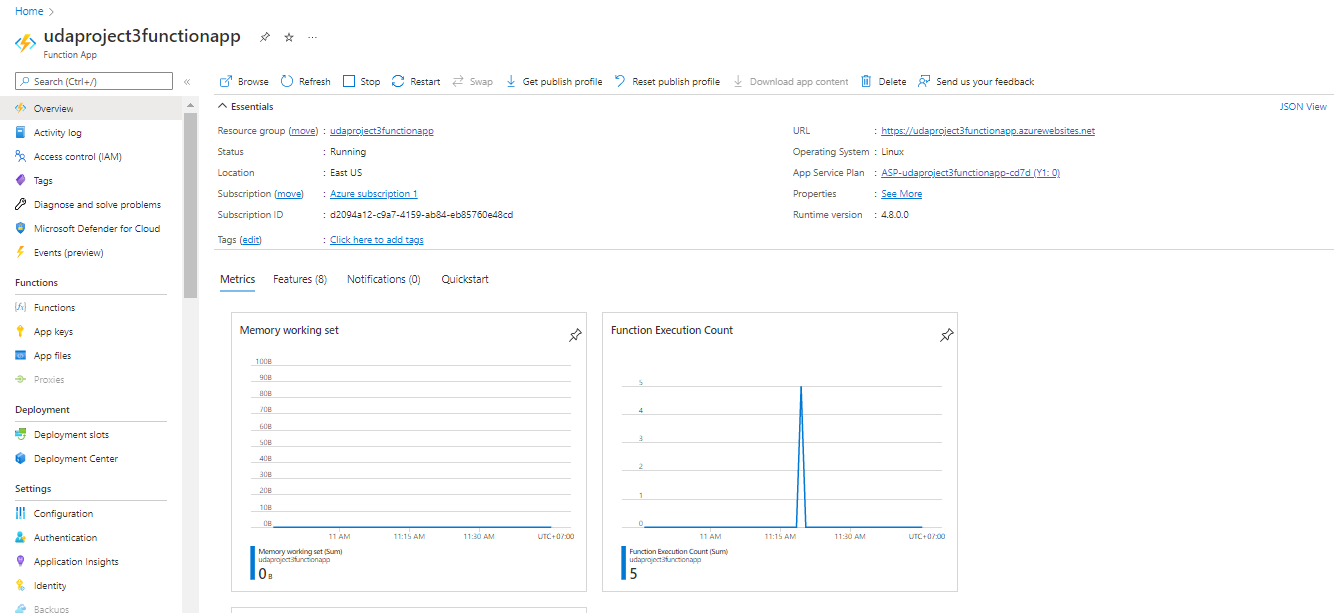 Home
udaproject3functionapp
Function App
Search (Ctrl+/)
Browse Refresh Stop Restart Swap Get publish profile Reset publish profile Download app content Delete Send us your feedback
Overview
Activity log
Access control (IAM)
Tags
Diagnose and solve problems
Microsoft Defender for Cloud
Events (preview)
Functions
Functions
App keys
App files
Proxies
Deployment
Deployment slots
Deployment Center
Settings
Configuration
Authentication
Application Insights
Identity
Backups
Essentials
JSON View
Resource group (move) : udaproject3functionapp
Status : Running
Location : East US
Subscription (move) : Azure subscription 1
Subscription ID : d2094a12-c9a7-4159-ab84-eb85760e48cd
Tags (edit) : Click here to add tags
URL : https://udaproject3functionapp.azurewebsites.net
Operating System : Linux
App Service Plan : ASP-udaproject3functionapp-cd7d (Y1: 0)
Properties : See More
Runtime version : 4.8.0.0
Metrics Features (8) Notifications (0) Quickstart
Memory working set
100B
90B
80B
70B
60B
50B
40B
30B
20B
10B
0B
11 AM 11:15 AM 11:30 AM UTC+07:00
Memory working set (Sum)
udaproject3functionapp
0 B
Function Execution Count
5
4
3
2
1
0
11 AM 11:15 AM 11:30 AM UTC+07:00
Function Execution Count (Sum)
udaproject3functionapp
5